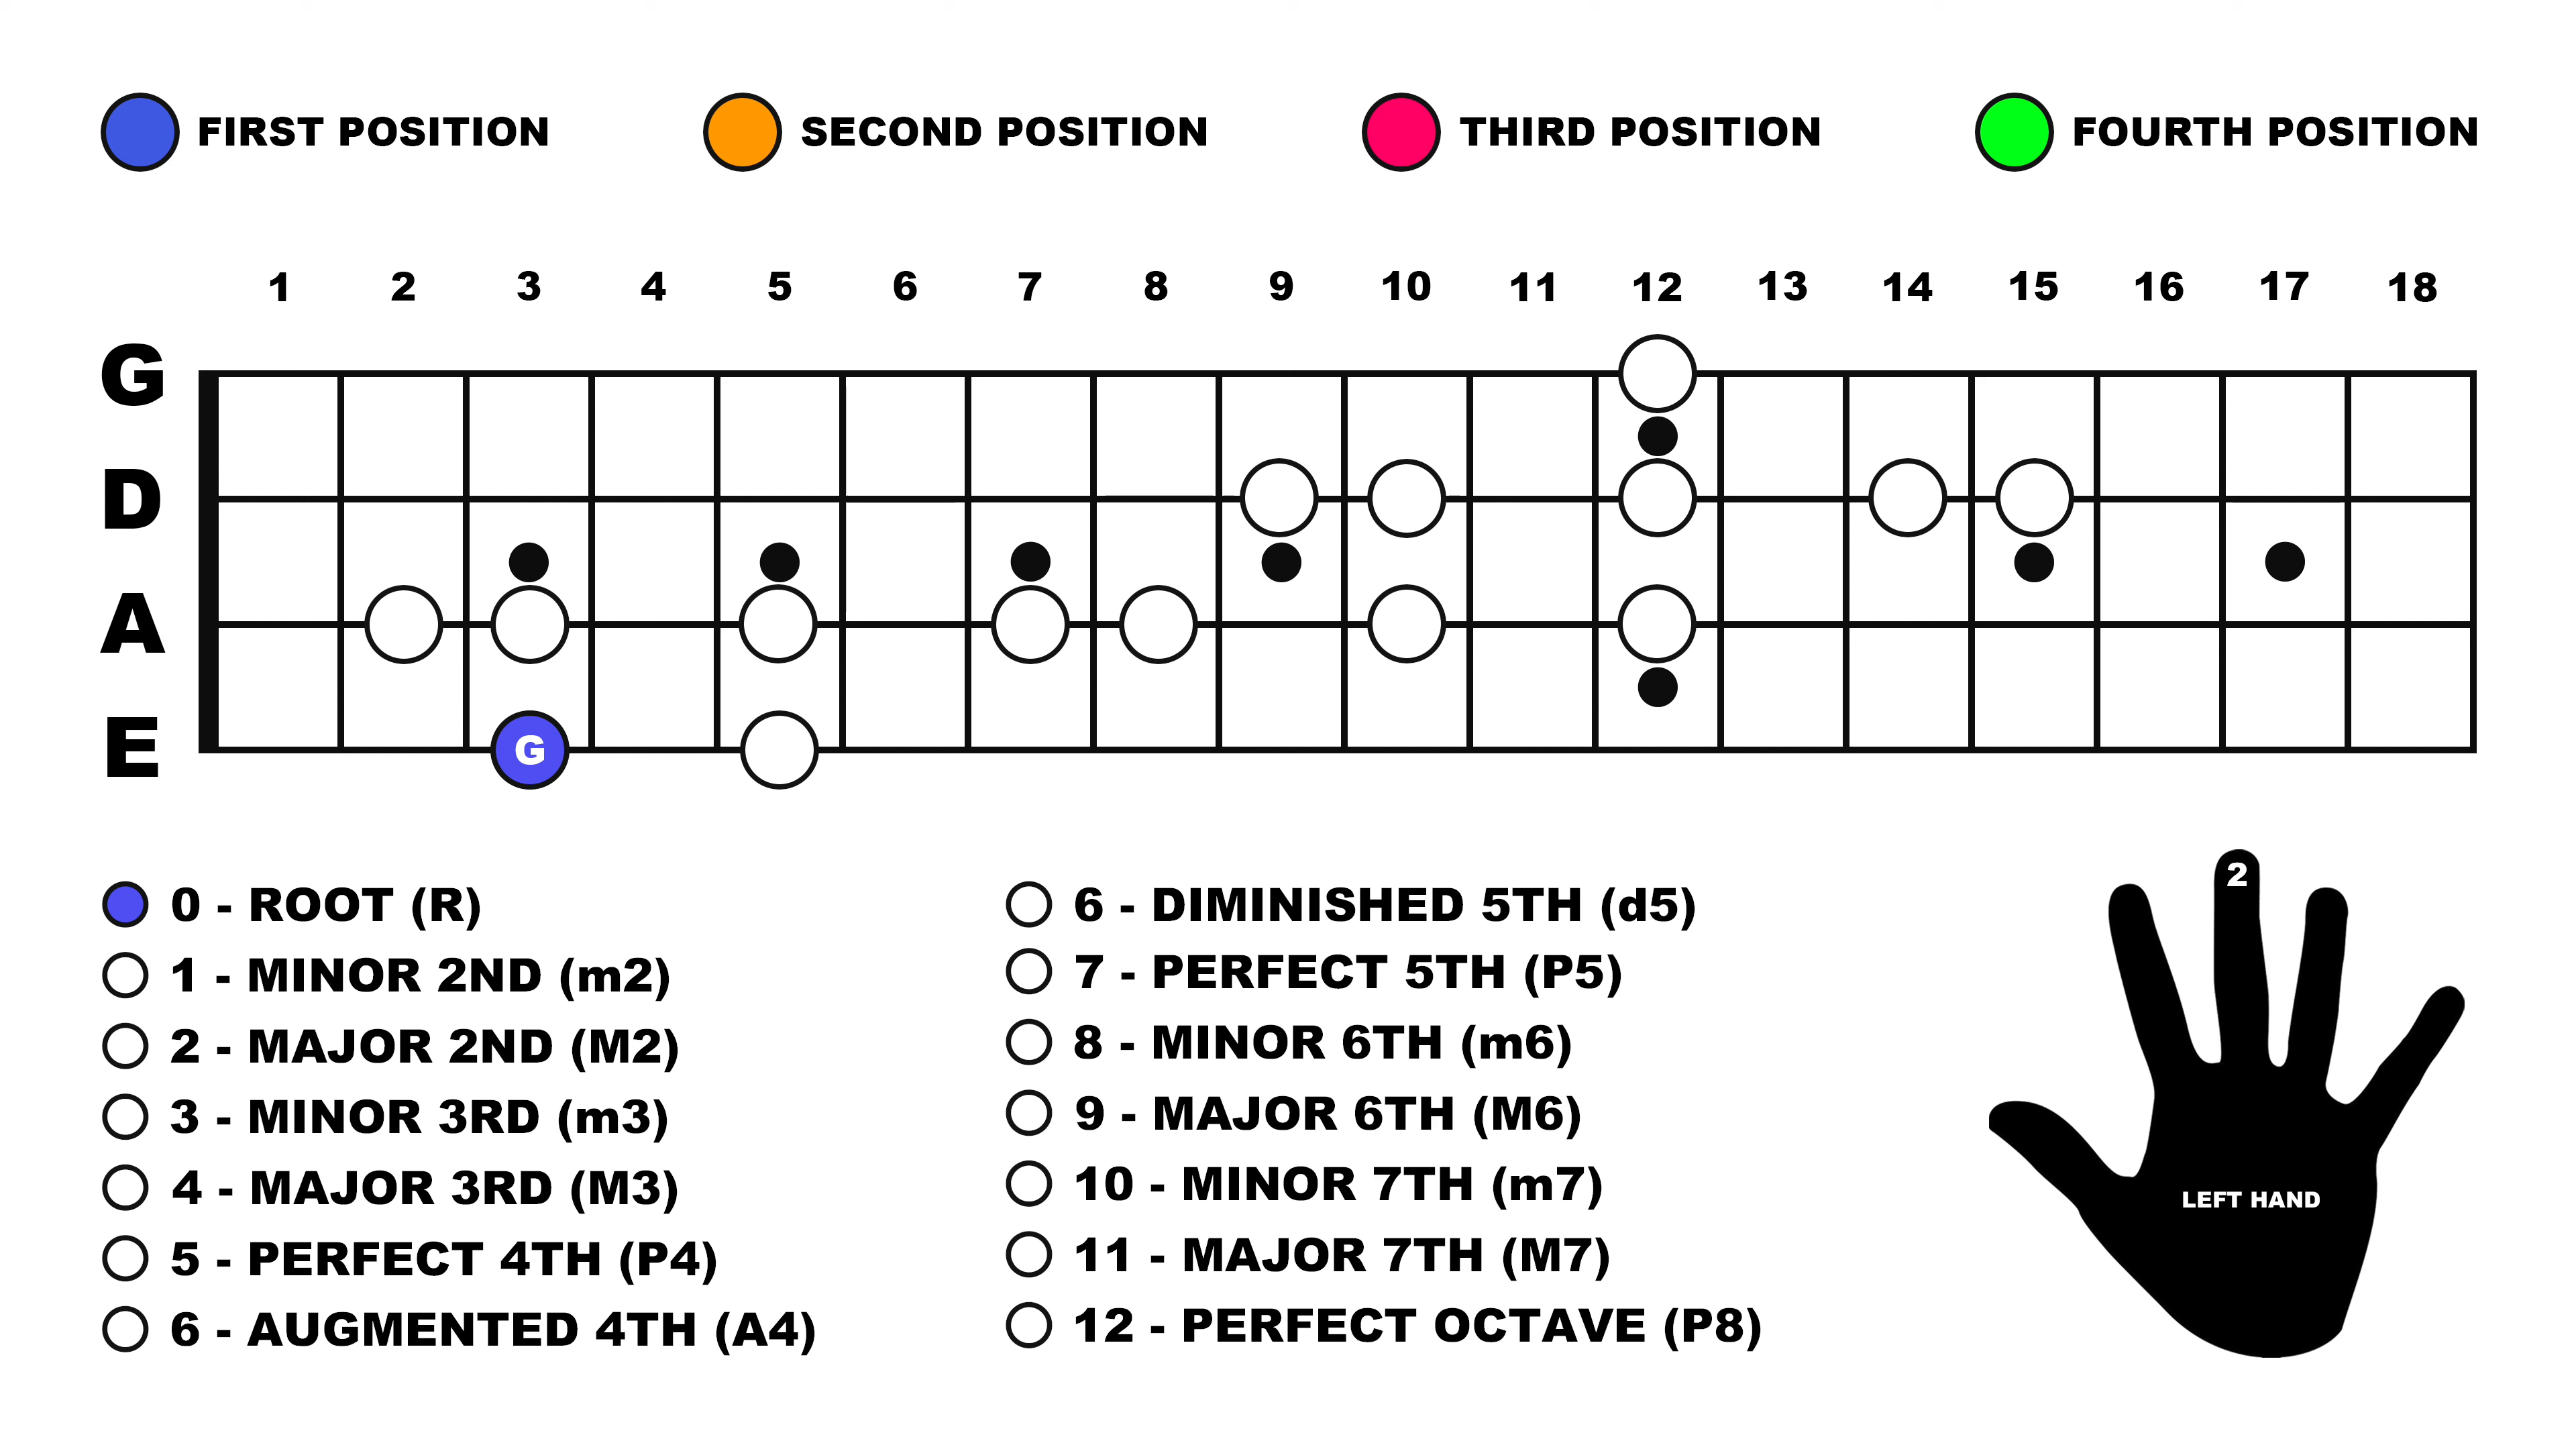 FIRST POSITION
SECOND POSITION
THIRD POSITION
FOURTH POSITION
1 2 3 4 5 6 7 8 9 10 11 12 13 14 15 16 17 18
G
D
A
E
G
0 - ROOT (R)
1 - MINOR 2ND (m2)
2 - MAJOR 2ND (M2)
3 - MINOR 3RD (m3)
4 - MAJOR 3RD (M3)
5 - PERFECT 4TH (P4)
6 - AUGMENTED 4TH (A4)
6 - DIMINISHED 5TH (d5)
7 - PERFECT 5TH (P5)
8 - MINOR 6TH (m6)
9 - MAJOR 6TH (M6)
10 - MINOR 7TH (m7)
11 - MAJOR 7TH (M7)
12 - PERFECT OCTAVE (P8)
2
LEFT HAND